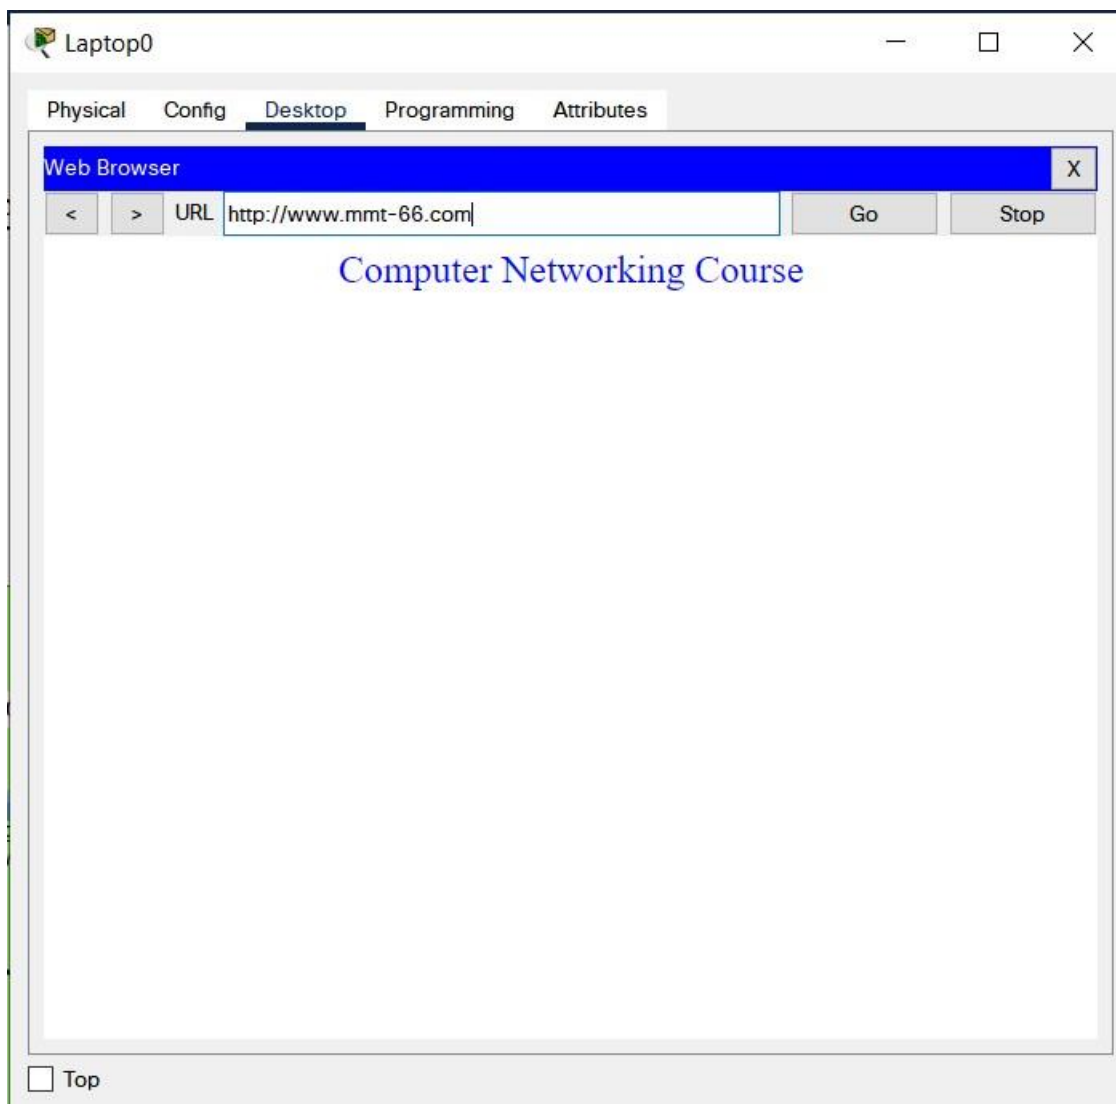 Laptop0
Physical Config Desktop Programming Attributes
Web Browser X
< > URL http://www.mmt-66.com Go Stop
Computer Networking Course
Top